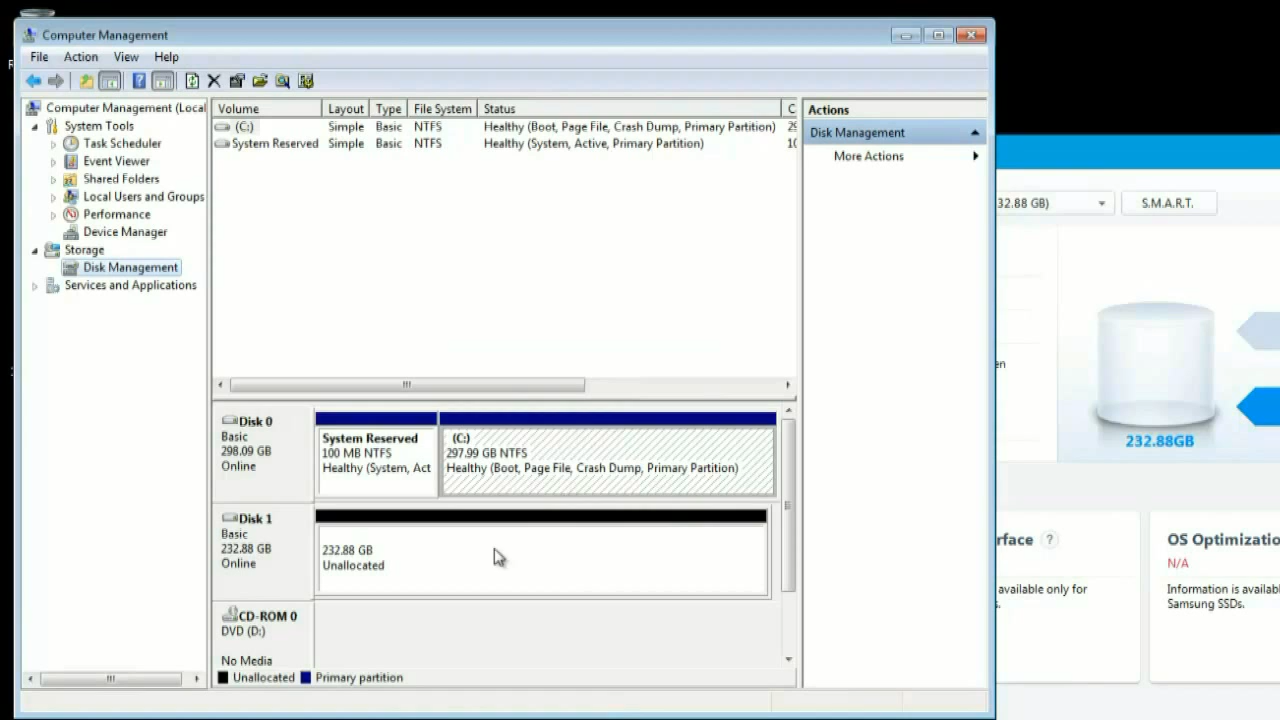 Computer Management
File Action View Help
Computer Management (Local
System Tools
Task Scheduler
Event Viewer
Shared Folders
Local Users and Groups
Performance
Device Manager
Storage
Disk Management
Services and Applications
Volume Layout Type File System Status C
(C:) Simple Basic NTFS Healthy (Boot, Page File, Crash Dump, Primary Partition) 29
System Reserved Simple Basic NTFS Healthy (System, Active, Primary Partition) 10
Disk 0
Basic
298.09 GB
Online
System Reserved
100 MB NTFS
Healthy (System, Act
(C:)
297.99 GB NTFS
Healthy (Boot, Page File, Crash Dump, Primary Partition)
Disk 1
Basic
232.88 GB
Online
232.88 GB
Unallocated
CD-ROM 0
DVD (D:)
No Media
Unallocated Primary partition
Actions
Disk Management
More Actions
32.88 GB)
S.M.A.R.T.
en
232.88GB
rface ?
available only for
s.
OS Optimizatio
N/A
Information is availabl
Samsung SSDs.